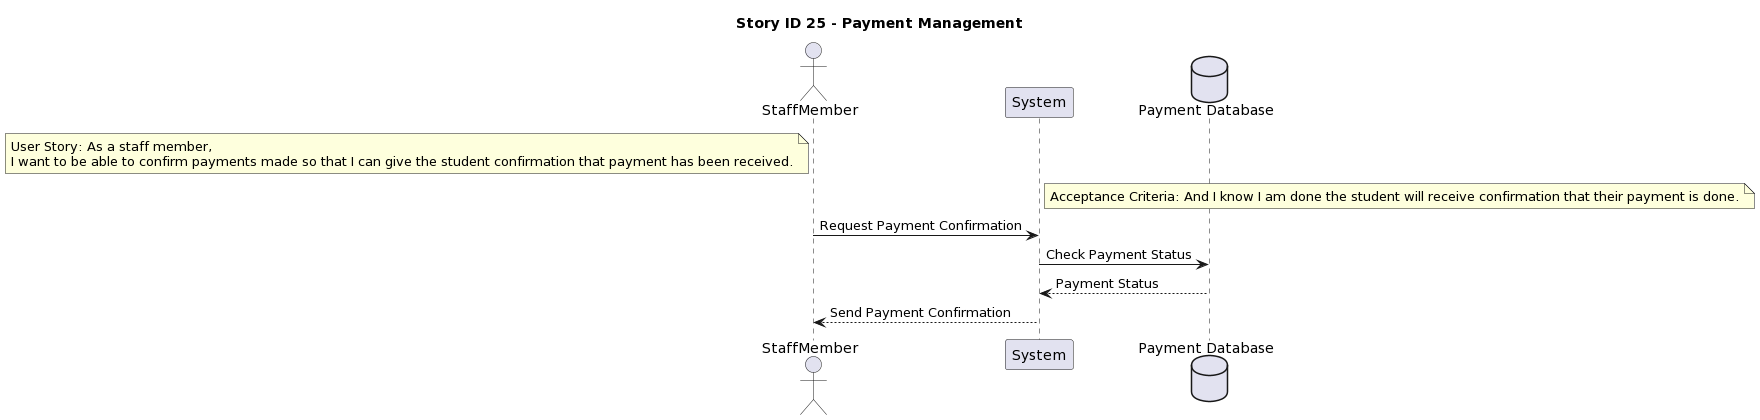 Story ID 25 - Payment Management
StaffMember
System
Payment Database
User Story: As a staff member,
I want to be able to confirm payments made so that I can give the student confirmation that payment has been received.
Acceptance Criteria: And I know I am done the student will receive confirmation that their payment is done.
Request Payment Confirmation
Check Payment Status
Payment Status
Send Payment Confirmation
StaffMember
System
Payment Database